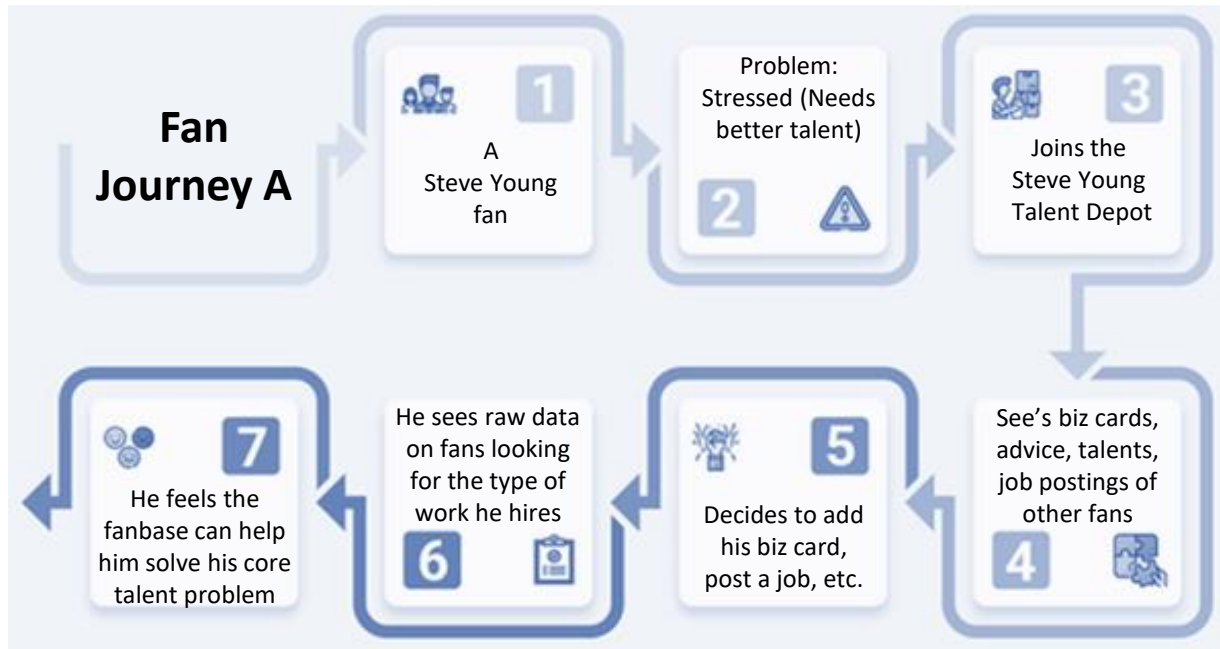 Fan
Journey A
1
A
Steve Young
fan
Problem:
Stressed (Needs
better talent)
2
3
Joins the
Steve Young
Talent Depot
See's biz cards,
advice, talents,
job postings of
other fans
4
5
Decides to add
his biz card,
post a job, etc.
He sees raw data
on fans looking
for the type of
work he hires
6
7
He feels the
fanbase can help
him solve his core
talent problem